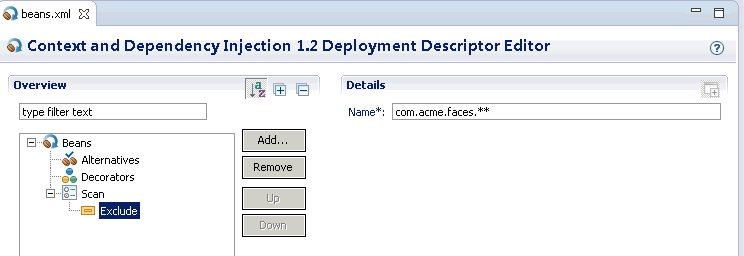 beans.xml
Context and Dependency Injection 1.2 Deployment Descriptor Editor
?
Overview
a
z
Details
type filter text
Name*: com.acme.faces.**
Beans
Alternatives
Decorators
Scan
Exclude
Add...
Remove
Up
Down